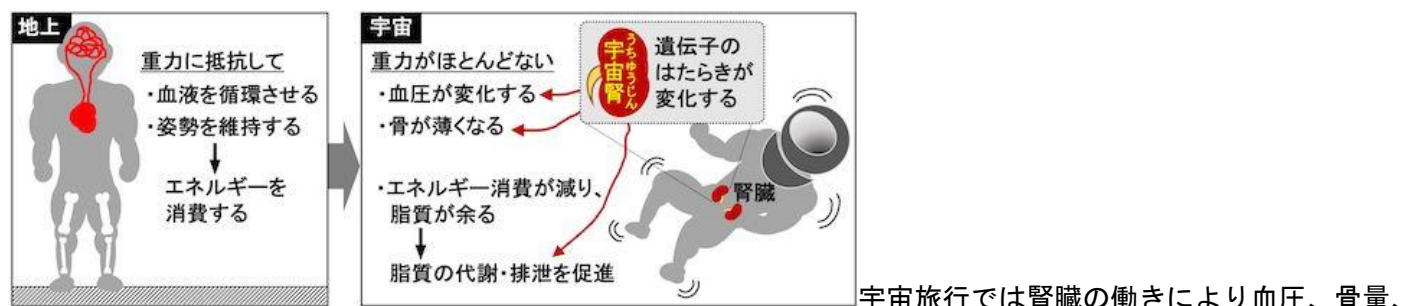 地上
重力に抵抗して
・血液を循環させる
・姿勢を維持する
エネルギーを
消費する
宇宙
重力がほとんどない
・血圧が変化する
・骨が薄くなる
・エネルギー消費が減り、
脂質が余る
脂質の代謝・排泄を促進
宇宙腎
うちゅうじん
遺伝子の
はたらきが
変化する
腎臓
宇宙旅行では腎臓の働きにより血圧、骨量、